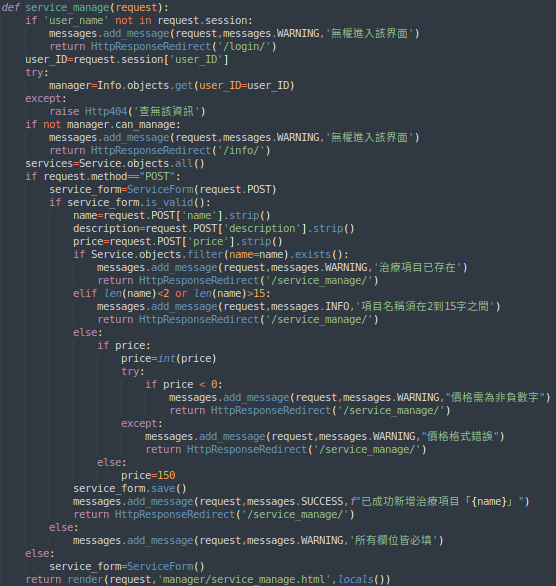 def service_manage(request):
    if 'user_name' not in request.session:
        messages.add_message(request,messages.WARNING,'無權進入該界面')
        return HttpResponseRedirect('/login/')
    user_ID=request.session['user_ID']
    try:
        manager=Info.objects.get(user_ID=user_ID)
    except:
        raise Http404('查無該資訊')
    if not manager.can_manage:
        messages.add_message(request,messages.WARNING,'無權進入該界面')
        return HttpResponseRedirect('/info/')
    services=Service.objects.all()
    if request.method=="POST":
        service_form=ServiceForm(request.POST)
        if service_form.is_valid():
            name=request.POST['name'].strip()
            description=request.POST['description'].strip()
            price=request.POST['price'].strip()
            if Service.objects.filter(name=name).exists():
                messages.add_message(request,messages.WARNING,'治療項目已存在')
                return HttpResponseRedirect('/service_manage/')
            elif len(name)<2 or len(name)>15:
                messages.add_message(request,messages.INFO,'項目名稱須在2到15字之間')
                return HttpResponseRedirect('/service_manage/')
            else:
                if price:
                    price=int(price)
                    try:
                        if price < 0:
                            messages.add_message(request,messages.WARNING,"價格需為非負數字")
                            return HttpResponseRedirect('/service_manage/')
                    except:
                        messages.add_message(request,messages.WARNING,"價格格式錯誤")
                        return HttpResponseRedirect('/service_manage/')
                else:
                    price=150
            service_form.save()
            messages.add_message(request,messages.SUCCESS,f"已成功新增治療項目「{name}」")
            return HttpResponseRedirect('/service_manage/')
        else:
            messages.add_message(request,messages.WARNING,'所有欄位皆必填')
    else:
        service_form=ServiceForm()
    return render(request,'manager/service_manage.html',locals())